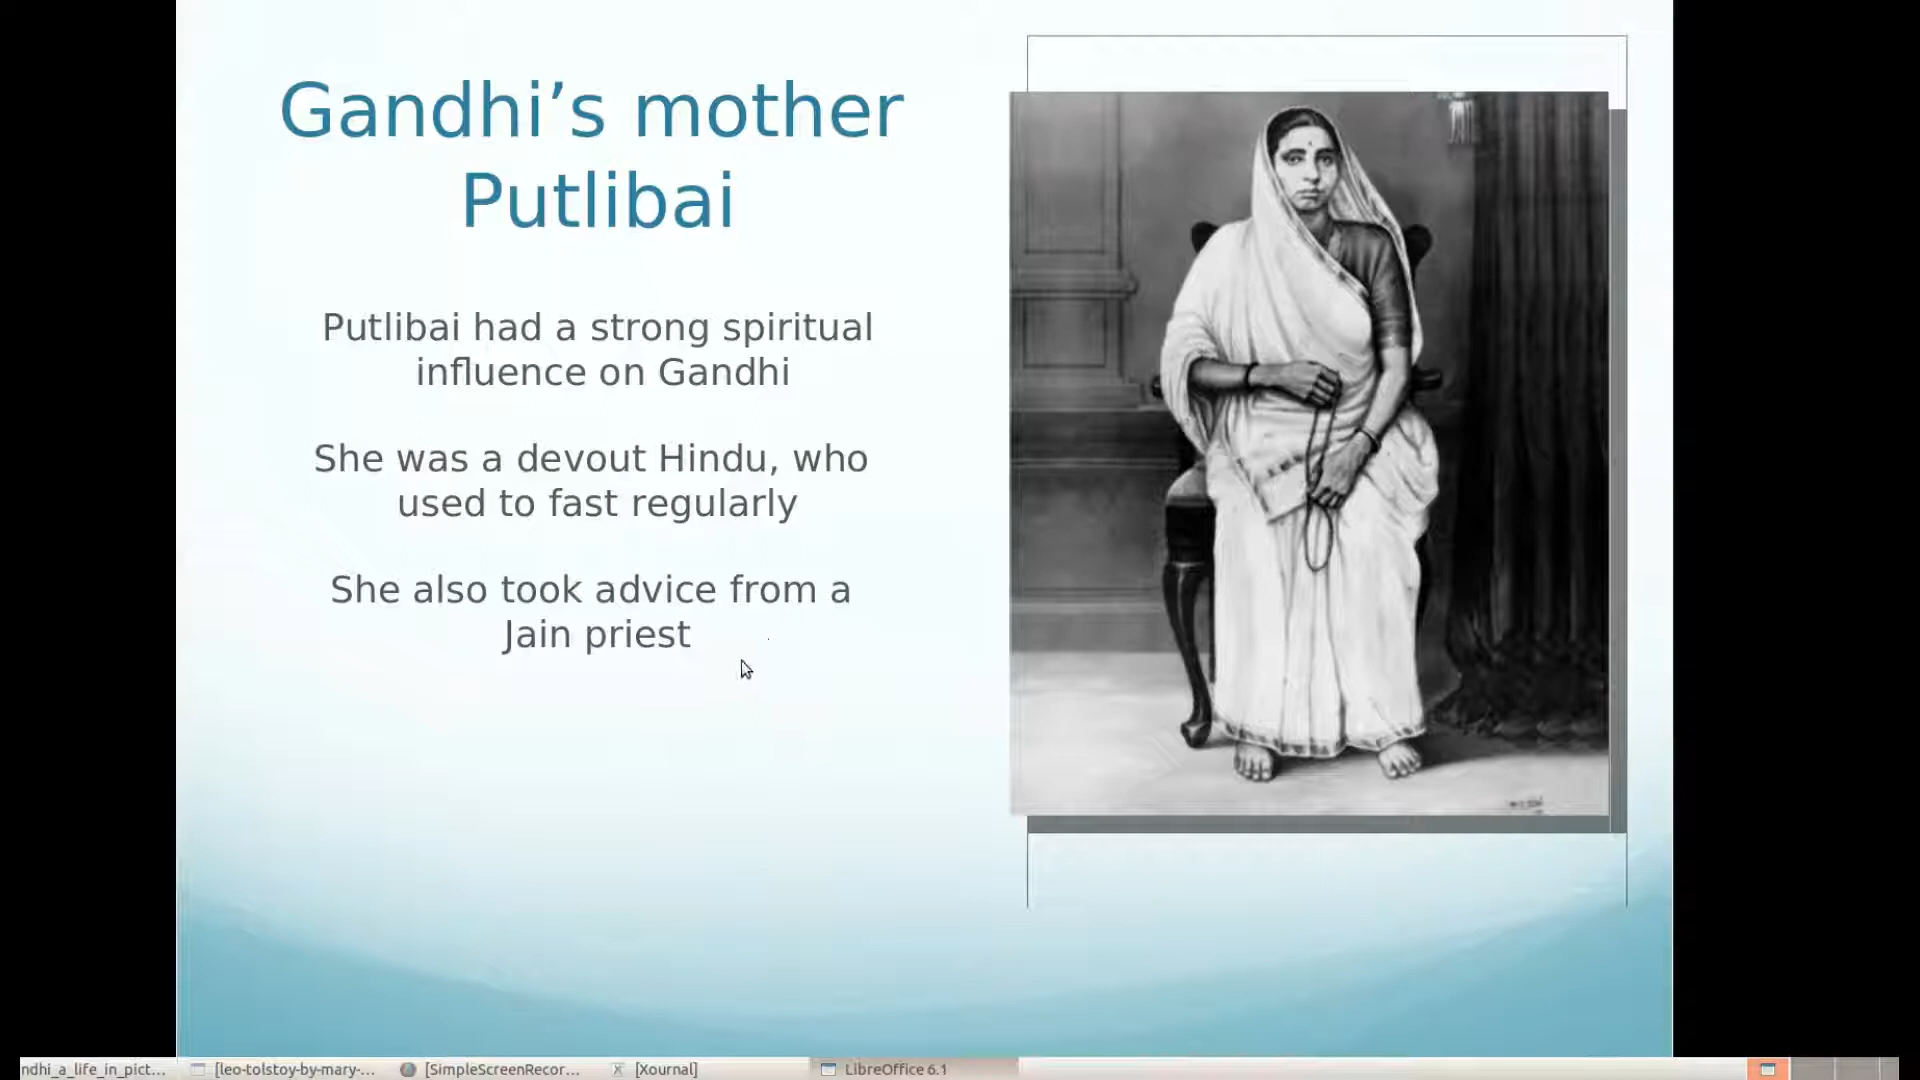 Gandhi’s mother
Putlibai
Putlibai had a strong spiritual
influence on Gandhi
She was a devout Hindu, who
used to fast regularly
She also took advice from a
Jain priest
ndhi_a_life_in_pict...
[leo-tolstoy-by-mary-...
[SimpleScreenRecor...
[Xournal]
LibreOffice 6.1